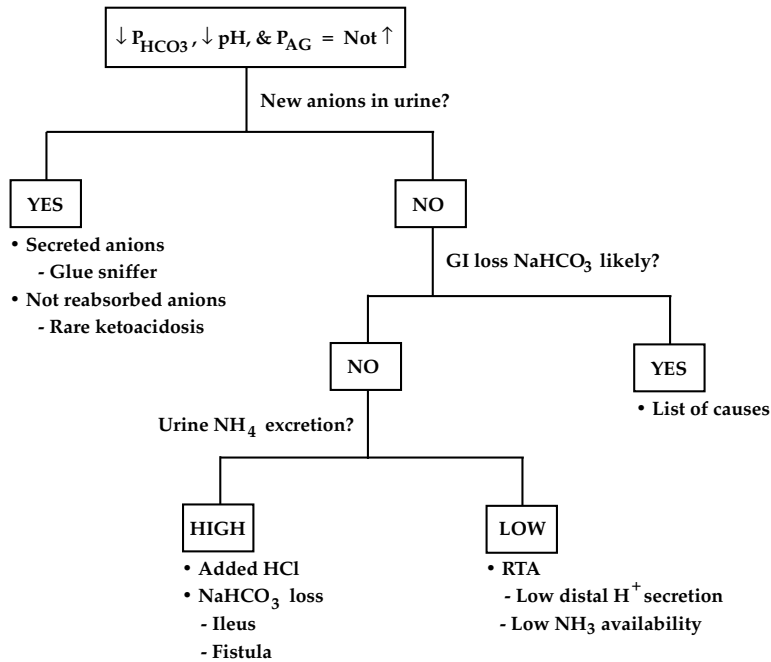 ↓ P_HCO3, ↓ pH, & P_AG = Not ↑
New anions in urine?
YES
• Secreted anions
- Glue sniffer
• Not reabsorbed anions
- Rare ketoacidosis
NO
GI loss NaHCO3 likely?
NO
YES
• List of causes
Urine NH4 excretion?
HIGH
• Added HCl
• NaHCO3 loss
- Ileus
- Fistula
LOW
• RTA
- Low distal H+ secretion
- Low NH3 availability